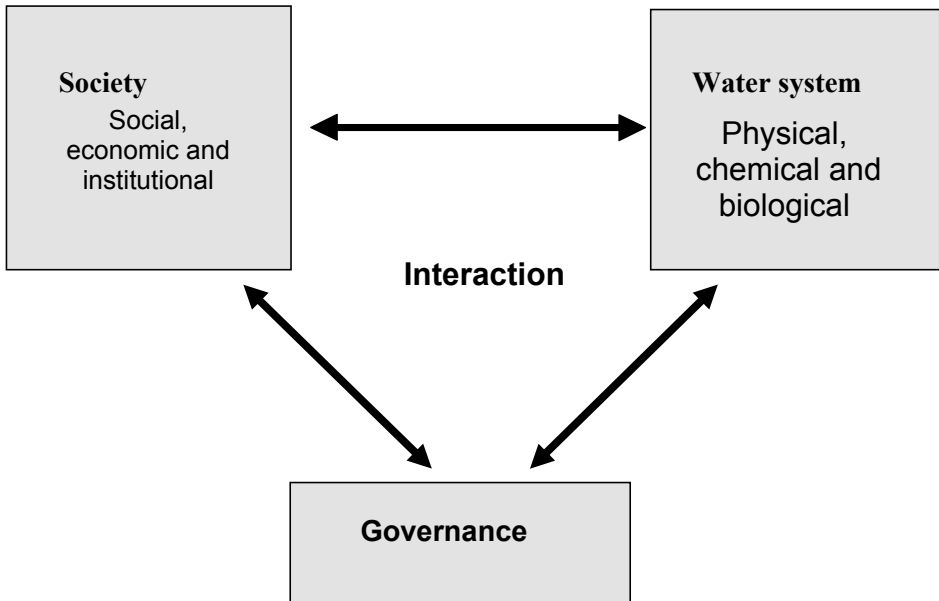 Society
Social,
economic and
institutional
Water system
Physical,
chemical and
biological
Interaction
Governance